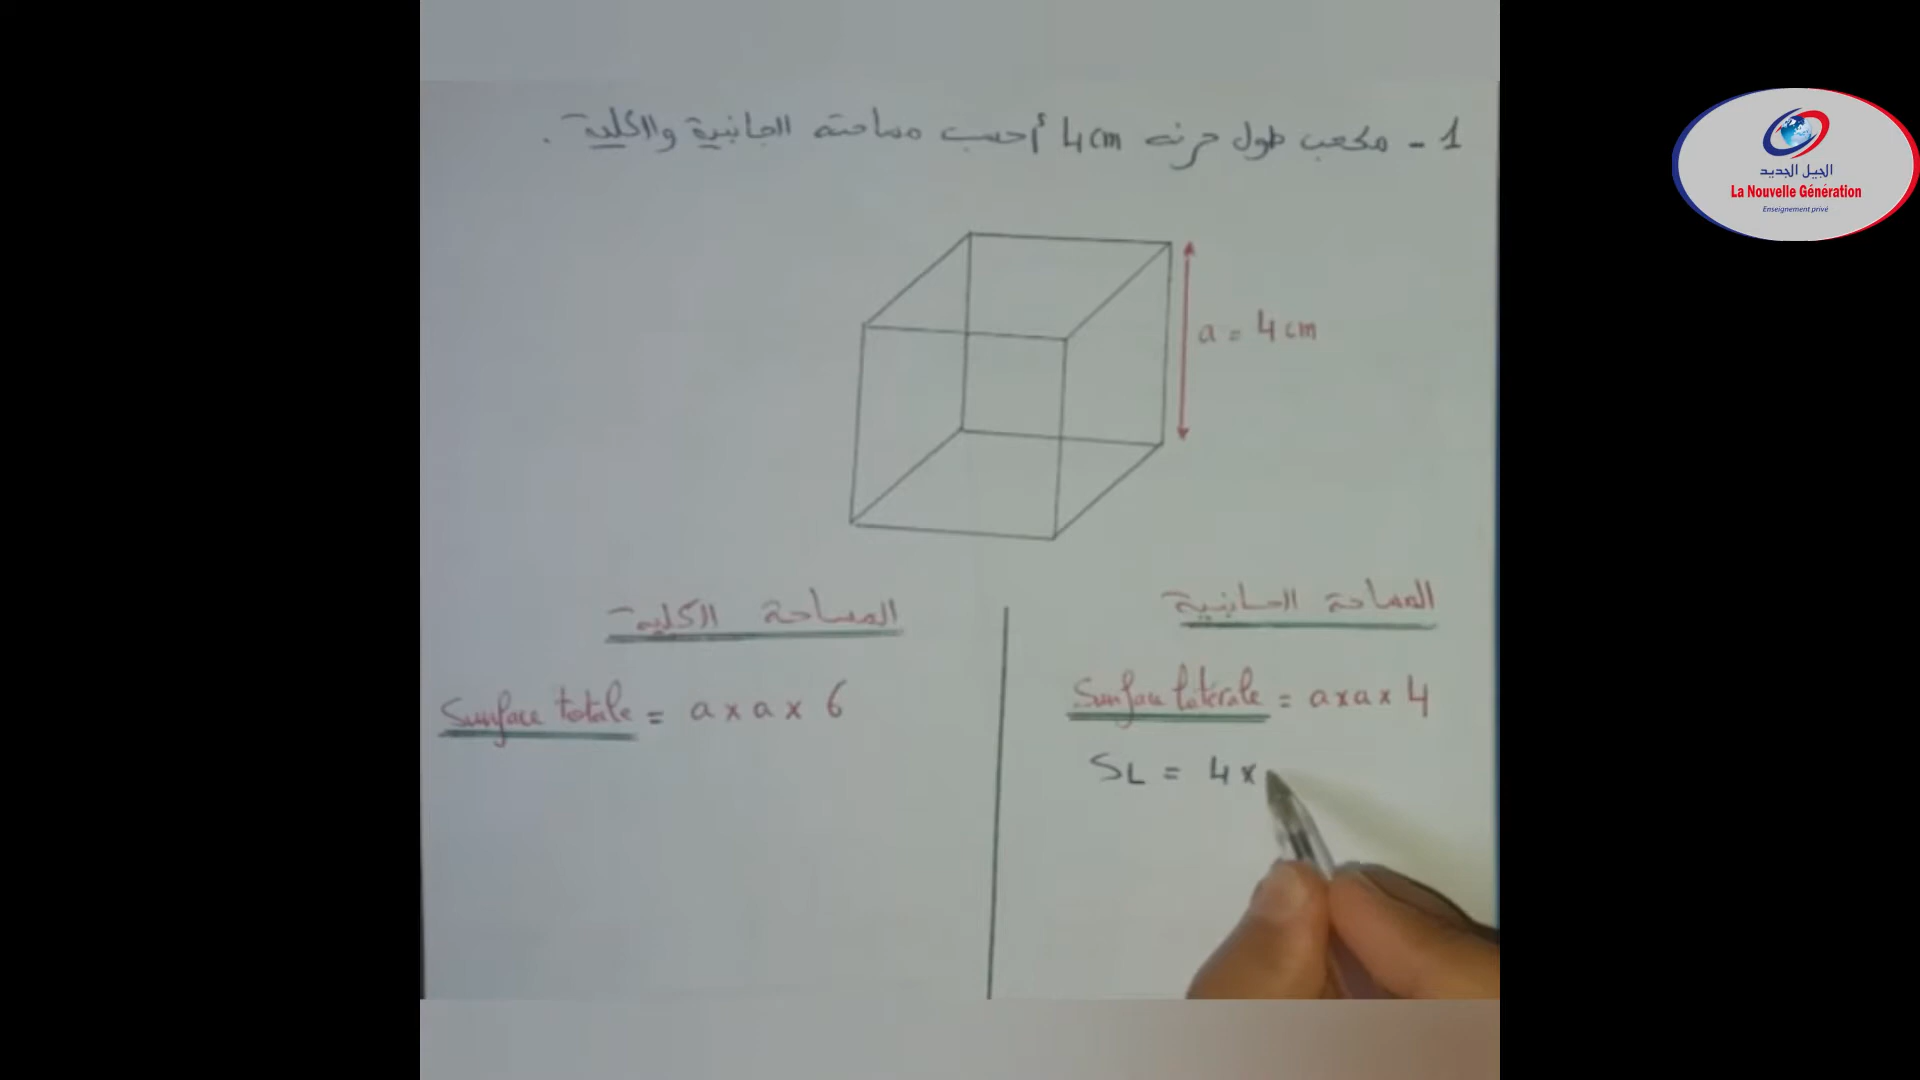 1 - مكعب طول حرفه 4cm أحسب مساحته الجانبية والكلية.
a = 4 cm
المساحة الجانبية
Surface latérale = a x a x 4
SL = 4 x
المساحة الكلية
Surface totale = a x a x 6
الجيل الجديد
La Nouvelle Génération
Enseignement privé